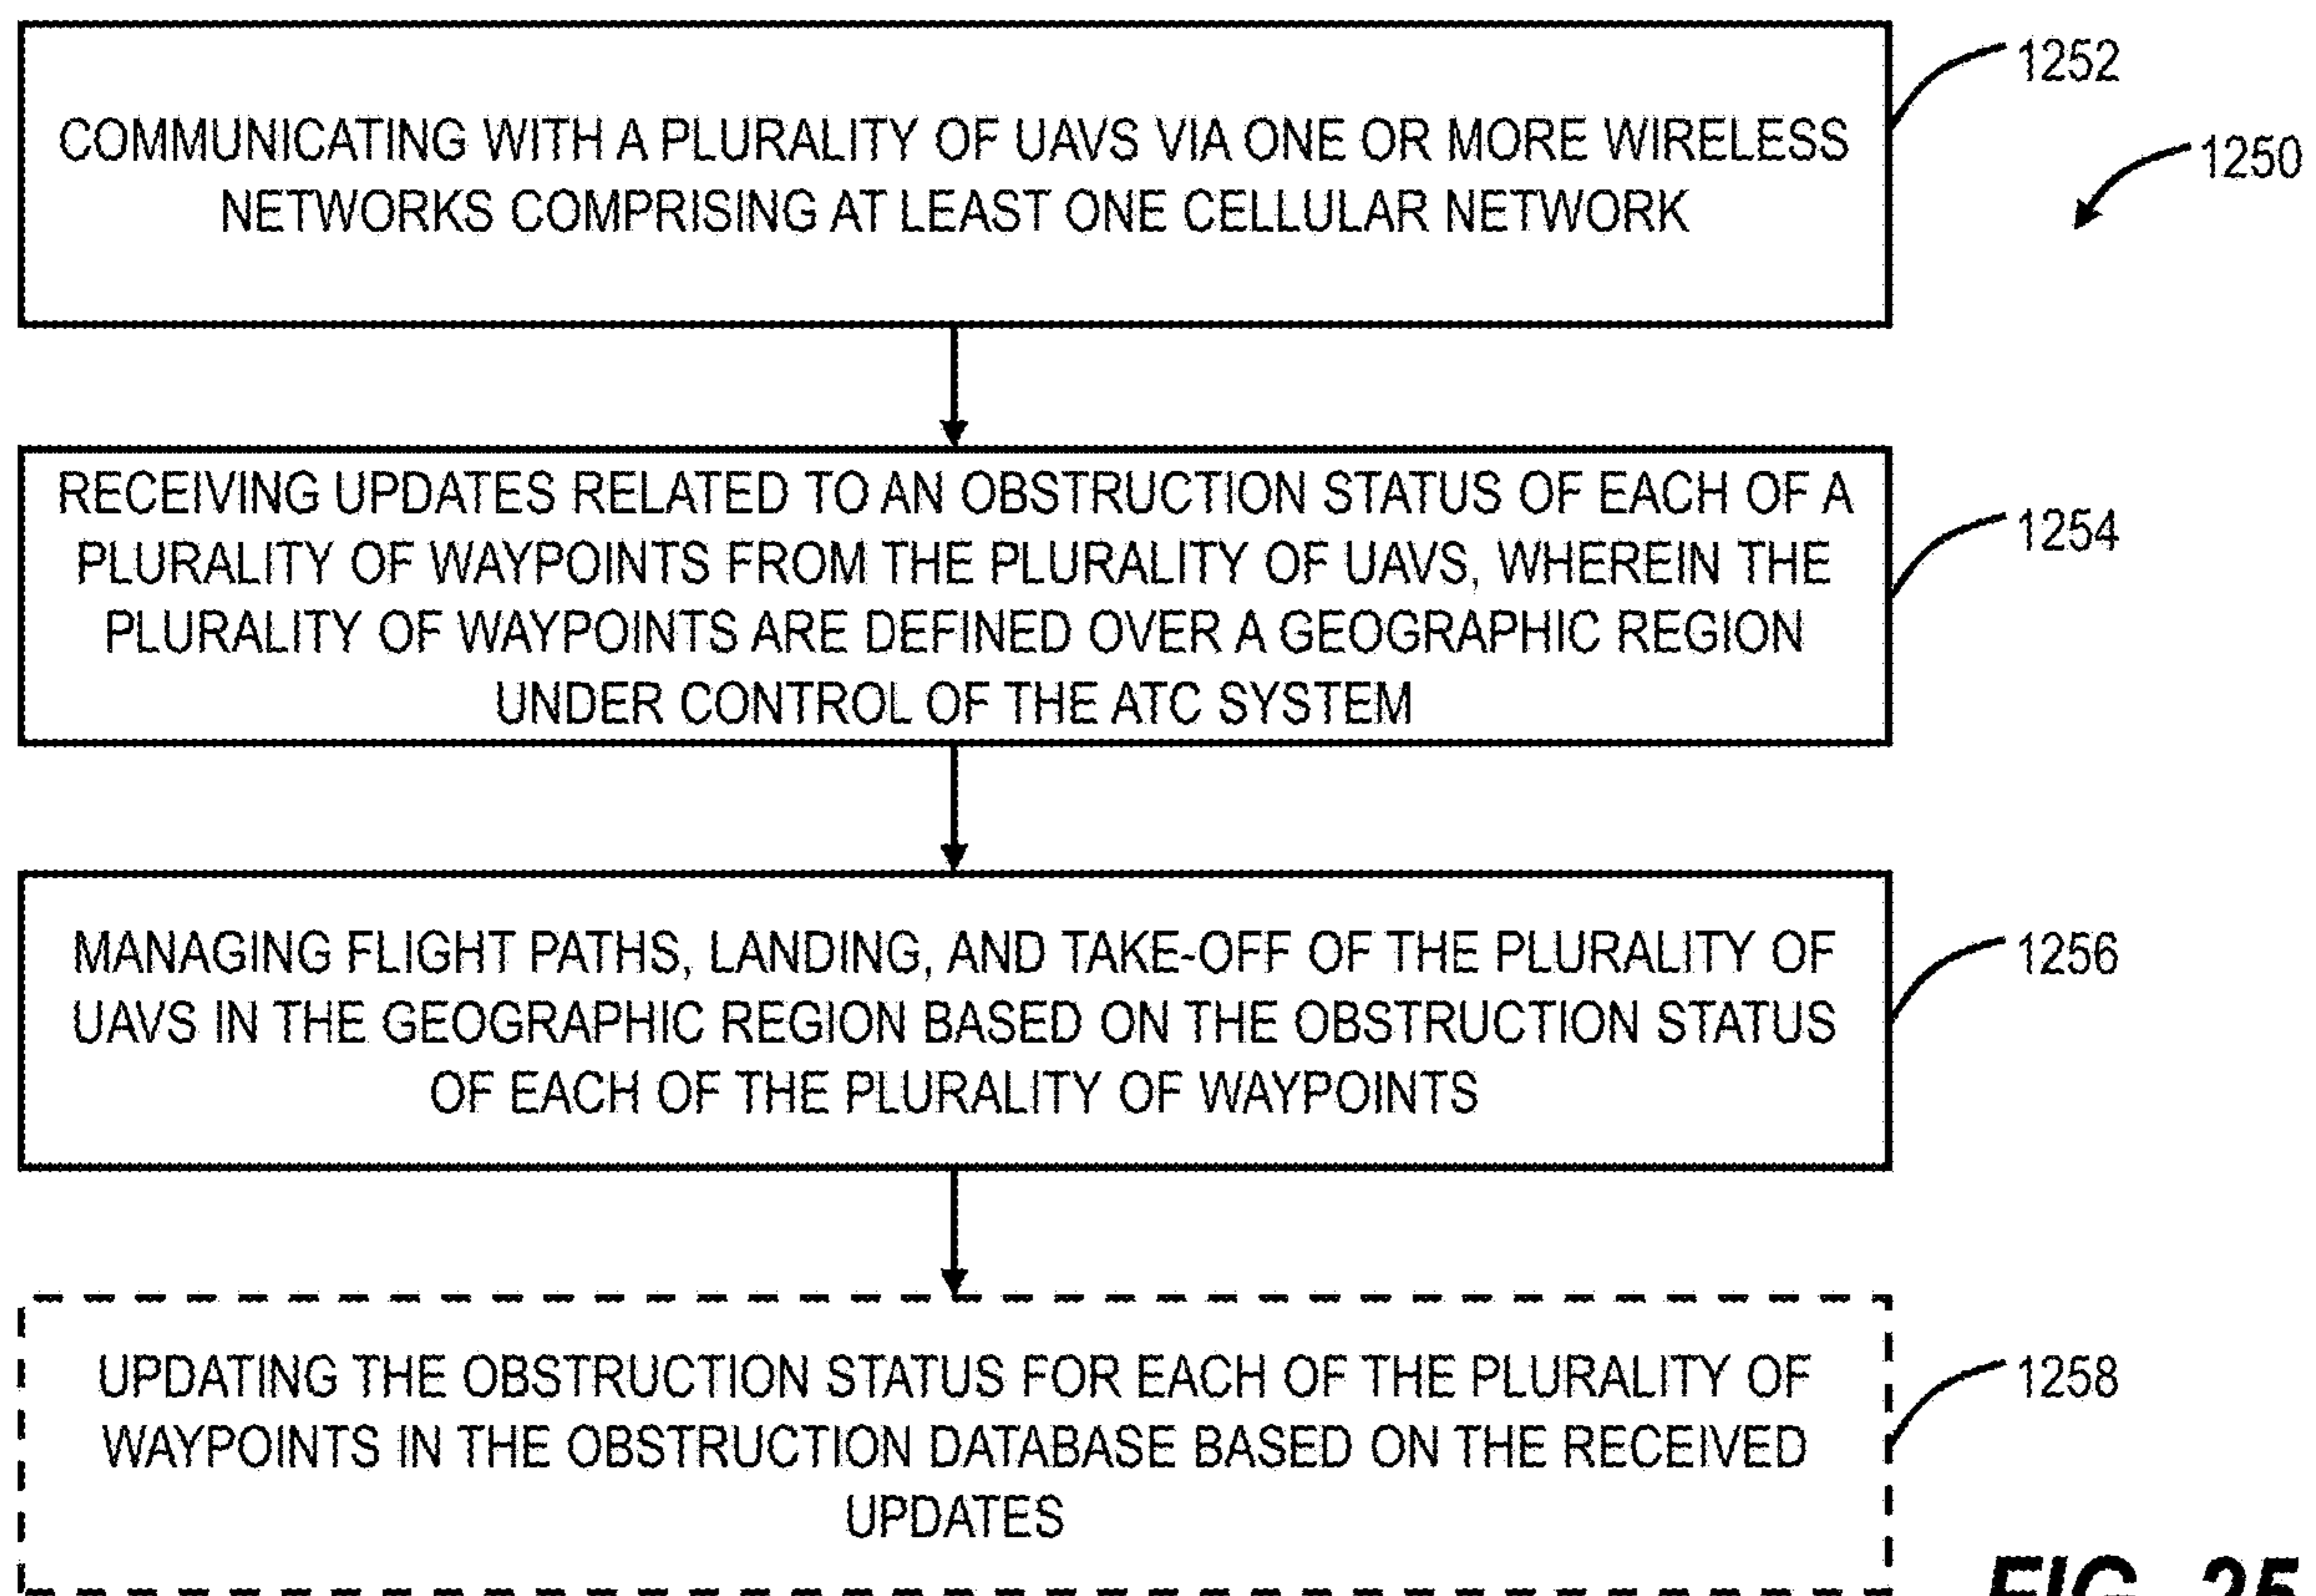 1252
COMMUNICATING WITH A PLURALITY OF UAVS VIA ONE OR MORE WIRELESS
NETWORKS COMPRISING AT LEAST ONE CELLULAR NETWORK
1250
RECEIVING UPDATES RELATED TO AN OBSTRUCTION STATUS OF EACH OF A
PLURALITY OF WAYPOINTS FROM THE PLURALITY OF UAVS, WHEREIN THE
PLURALITY OF WAYPOINTS ARE DEFINED OVER A GEOGRAPHIC REGION
UNDER CONTROL OF THE ATC SYSTEM
1254
MANAGING FLIGHT PATHS, LANDING, AND TAKE-OFF OF THE PLURALITY OF
UAVS IN THE GEOGRAPHIC REGION BASED ON THE OBSTRUCTION STATUS
OF EACH OF THE PLURALITY OF WAYPOINTS
1256
UPDATING THE OBSTRUCTION STATUS FOR EACH OF THE PLURALITY OF
WAYPOINTS IN THE OBSTRUCTION DATABASE BASED ON THE RECEIVED
UPDATES
1258
FIG. 25